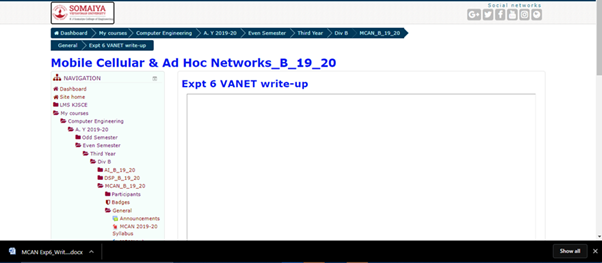 SOMAIYA
VIDYAVIHAR UNIVERSITY
K J Somaiya College of Engineering
Social networks
Dashboard My courses Computer Engineering A. Y 2019-20 Even Semester Third Year Div B MCAN_B_19_20
General Expt 6 VANET write-up
Mobile Cellular & Ad Hoc Networks_B_19_20
NAVIGATION
Dashboard
Site home
LMS KJSCE
My courses
Computer Engineering
A. Y 2019-20
Odd Semester
Even Semester
Third Year
Div B
AI_B_19_20
DSP_B_19_20
MCAN_B_19_20
Participants
Badges
General
Announcements
MCAN 2019-20
Syllabus
Expt 6 VANET write-up
MCAN Exp6_Writ....docx
Show all